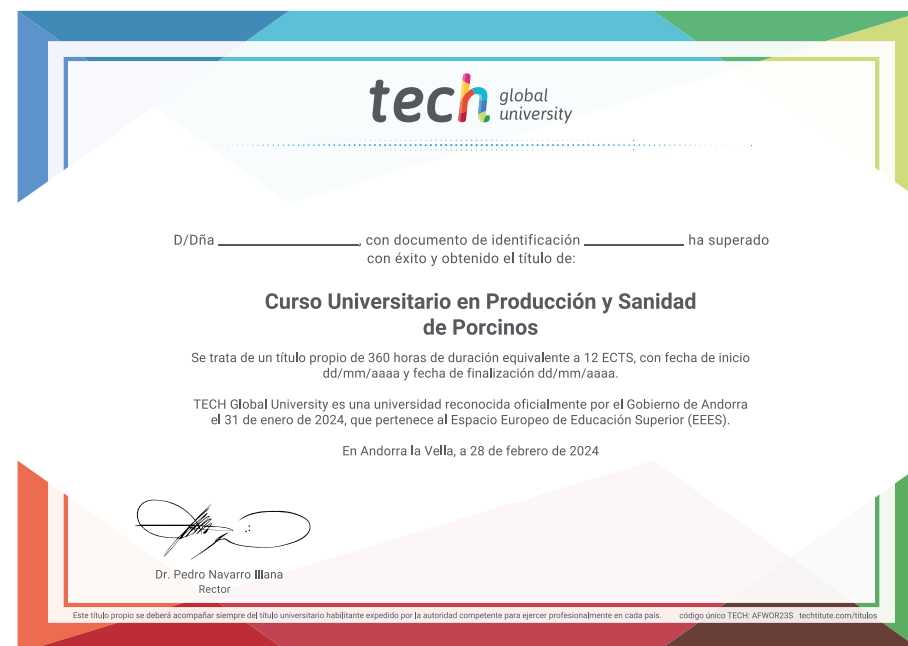 tech global university
D/Dña ____________________, con documento de identificación ______________ ha superado
con éxito y obtenido el título de:
Curso Universitario en Producción y Sanidad
de Porcinos
Se trata de un título propio de 360 horas de duración equivalente a 12 ECTS, con fecha de inicio
dd/mm/aaaa y fecha de finalización dd/mm/aaaa.
TECH Global University es una universidad reconocida oficialmente por el Gobierno de Andorra
el 31 de enero de 2024, que pertenece al Espacio Europeo de Educación Superior (EEES).
En Andorra la Vella, a 28 de febrero de 2024
Dr. Pedro Navarro Illana
Rector
Este título propio se deberá acompañar siempre del título universitario habilitante expedido por la autoridad competente para ejercer profesionalmente en cada país. código único TECH: AFWOR23S techtitute.com/titulos